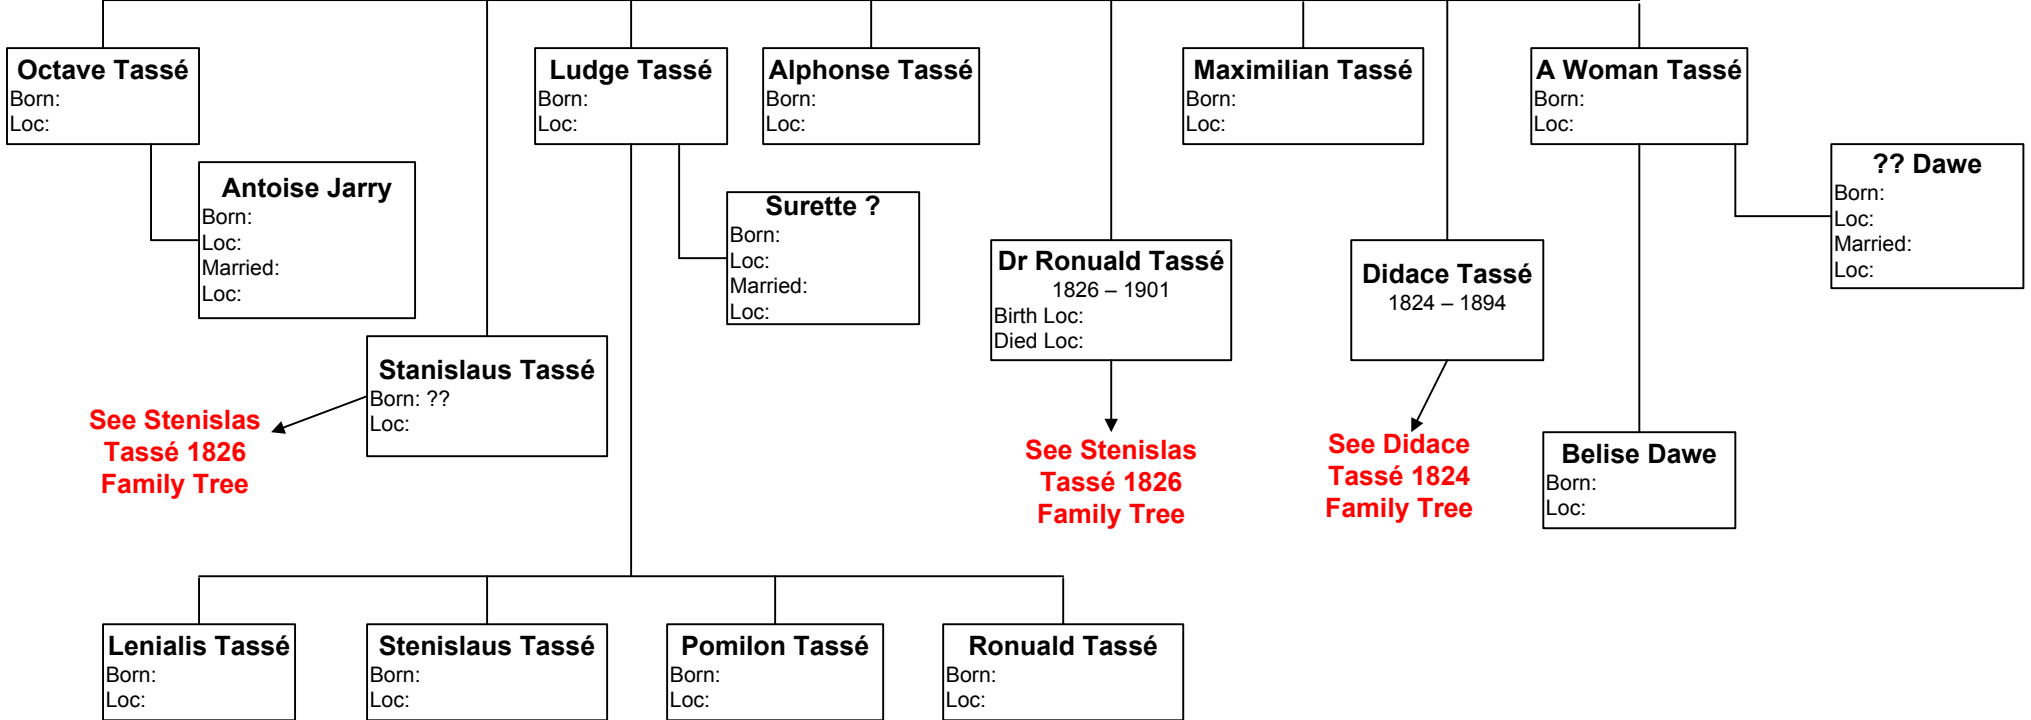 Octave Tassé
Born:
Loc:
Ludge Tassé
Born:
Loc:
Alphonse Tassé
Born:
Loc:
Maximilian Tassé
Born:
Loc:
A Woman Tassé
Born:
Loc:
Antoise Jarry
Born:
Loc:
Married:
Loc:
Surette ?
Born:
Loc:
Married:
Loc:
?? Dawe
Born:
Loc:
Married:
Loc:
Dr Ronuald Tassé
1826 – 1901
Birth Loc:
Died Loc:
Didace Tassé
1824 – 1894
Stanislaus Tassé
Born: ??
Loc:
See Stenislas
Tassé 1826
Family Tree
See Stenislas
Tassé 1826
Family Tree
See Didace
Tassé 1824
Family Tree
Belise Dawe
Born:
Loc:
Lenialis Tassé
Born:
Loc:
Stenislaus Tassé
Born:
Loc:
Pomilon Tassé
Born:
Loc:
Ronuald Tassé
Born:
Loc: